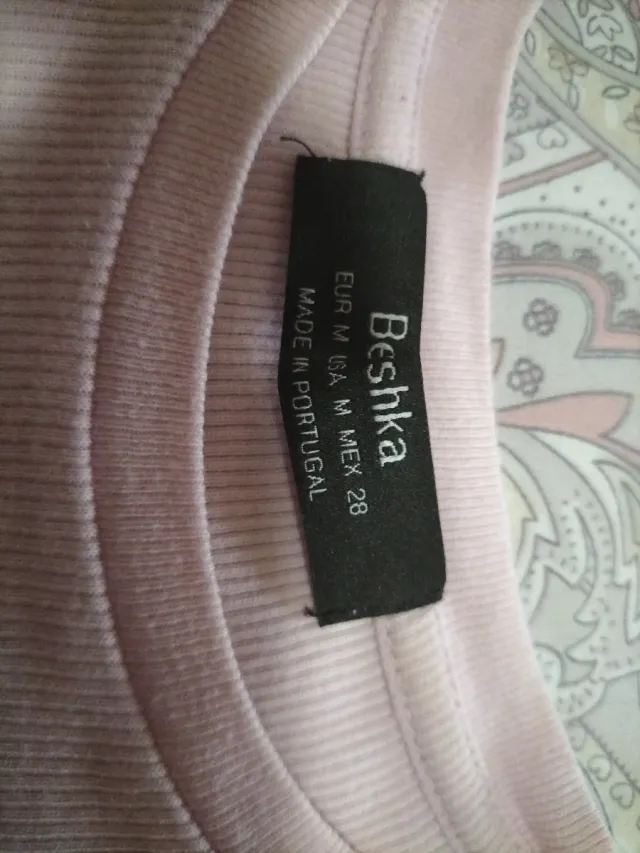 Beshka
EUR M USA M MEX 28
MADE IN PORTUGAL